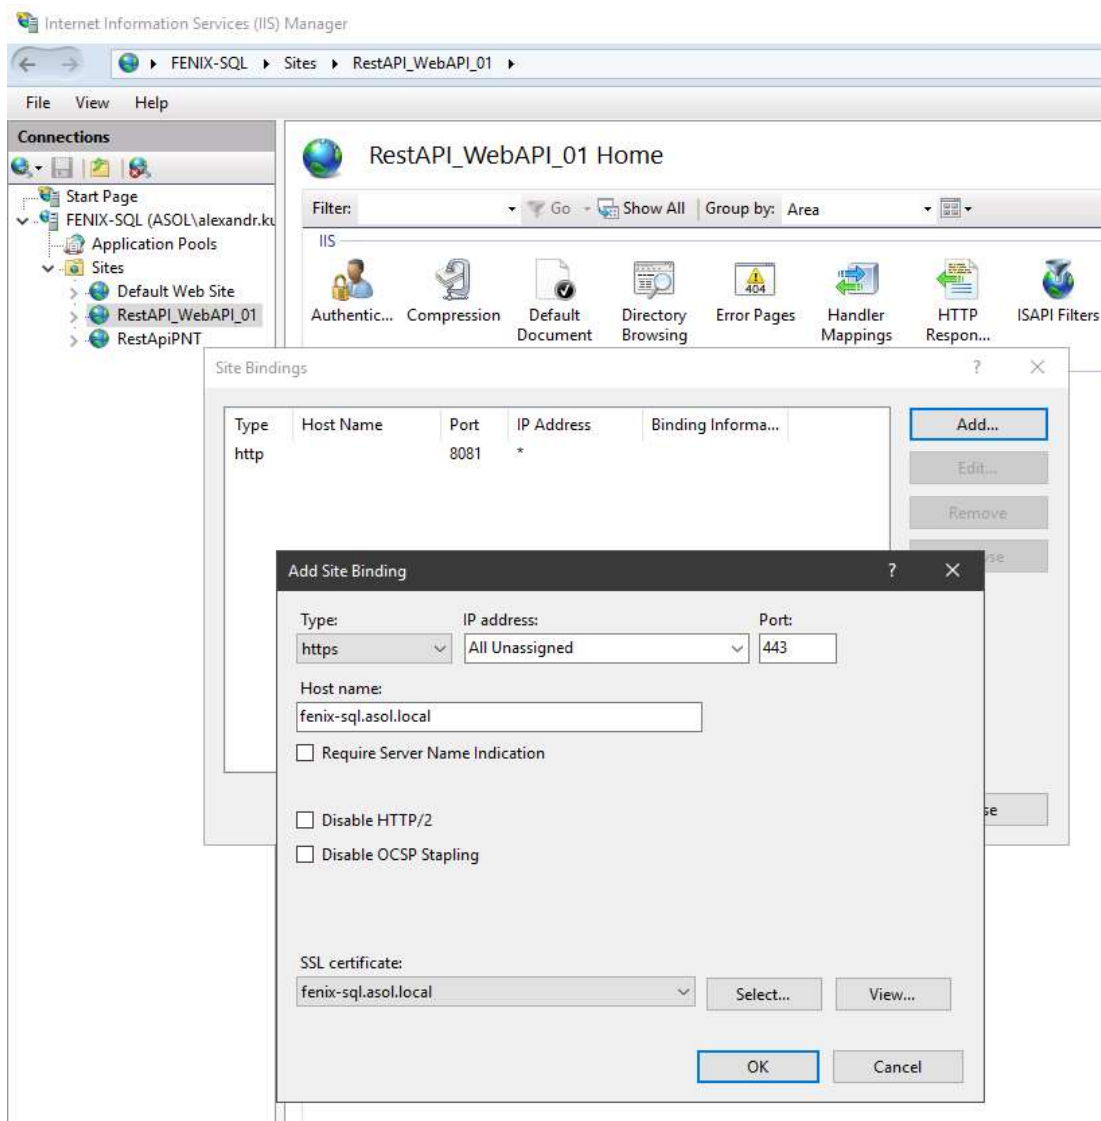 Internet Information Services (IIS) Manager
FENIX-SQL Sites RestAPI_WebAPI_01
File View Help
Connections
Start Page
FENIX-SQL (ASOL\alexandr.ku
Application Pools
Sites
Default Web Site
RestAPI_WebAPI_01
RestApiPNT
RestAPI_WebAPI_01 Home
Filter: Go Show All Group by: Area
IIS
Authentic... Compression Default Document Directory Browsing Error Pages 404 Handler Mappings HTTP Respon... ISAPI Filters
Site Bindings ?
Type Host Name Port IP Address Binding Informa...
http 8081 *
Add...
Edit...
Remove
Add Site Binding ?
Type: IP address: Port:
https All Unassigned 443
Host name:
fenix-sql.asol.local
Require Server Name Indication
Disable HTTP/2
Disable OCSP Stapling
SSL certificate:
fenix-sql.asol.local Select... View...
OK Cancel